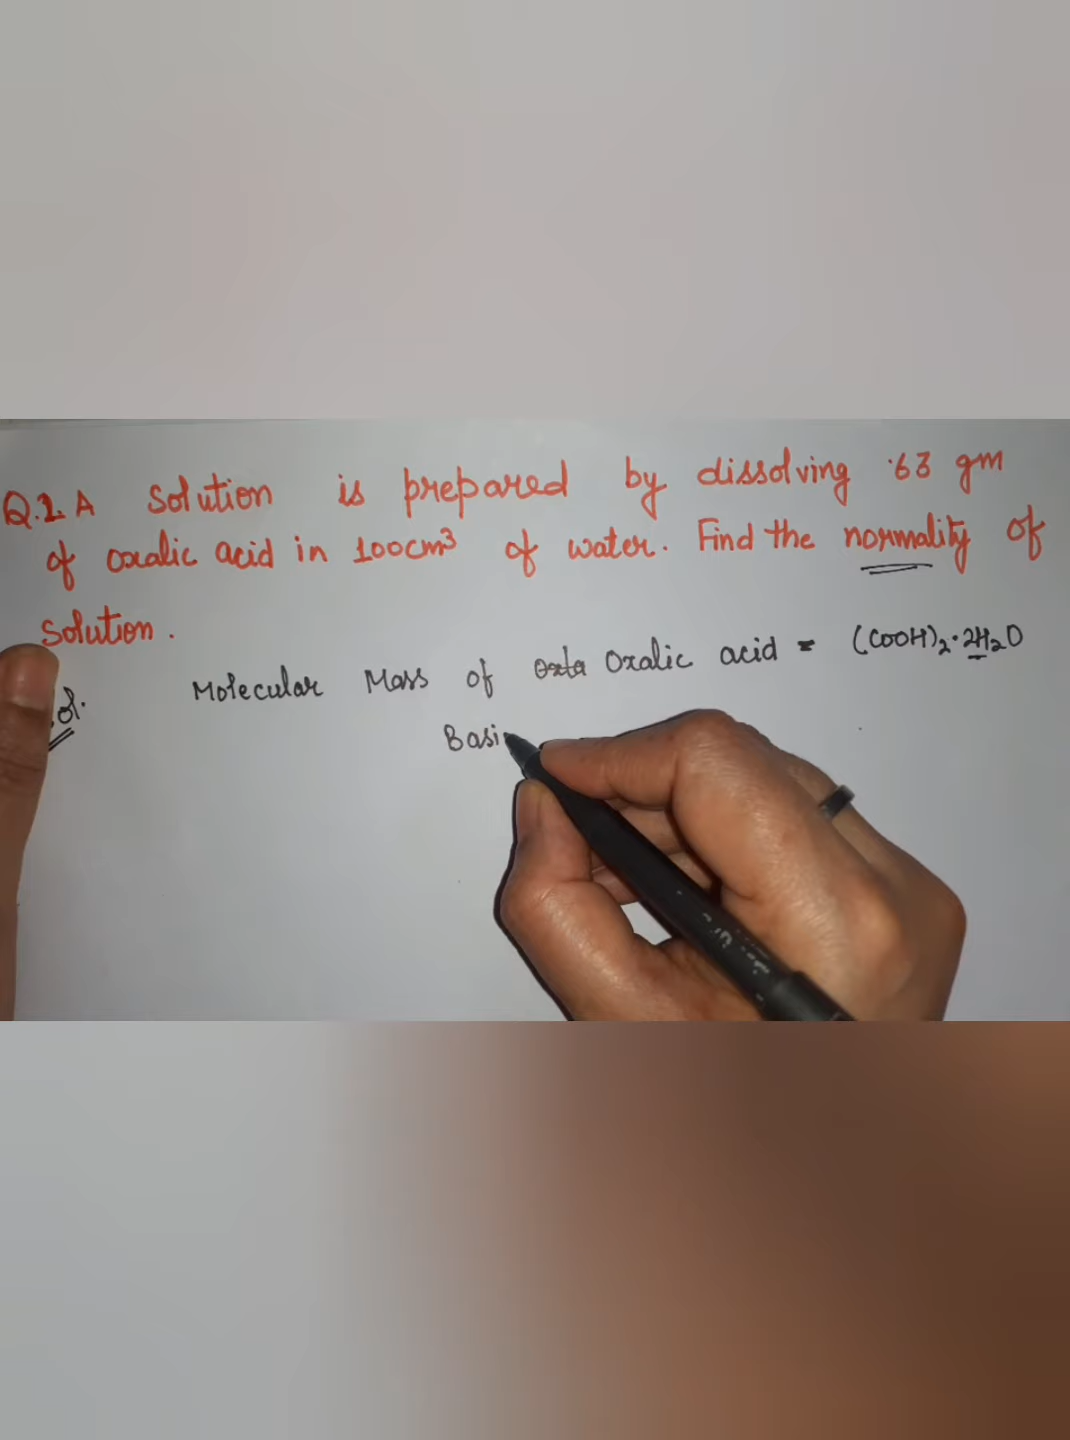 Q.1. A solution is prepared by dissolving .63 gm
of oxalic acid in 100cm³ of water. Find the normality of
solution.
Sol. Molecular Mass of Oxalic acid = (COOH)₂·2H₂O
Basi